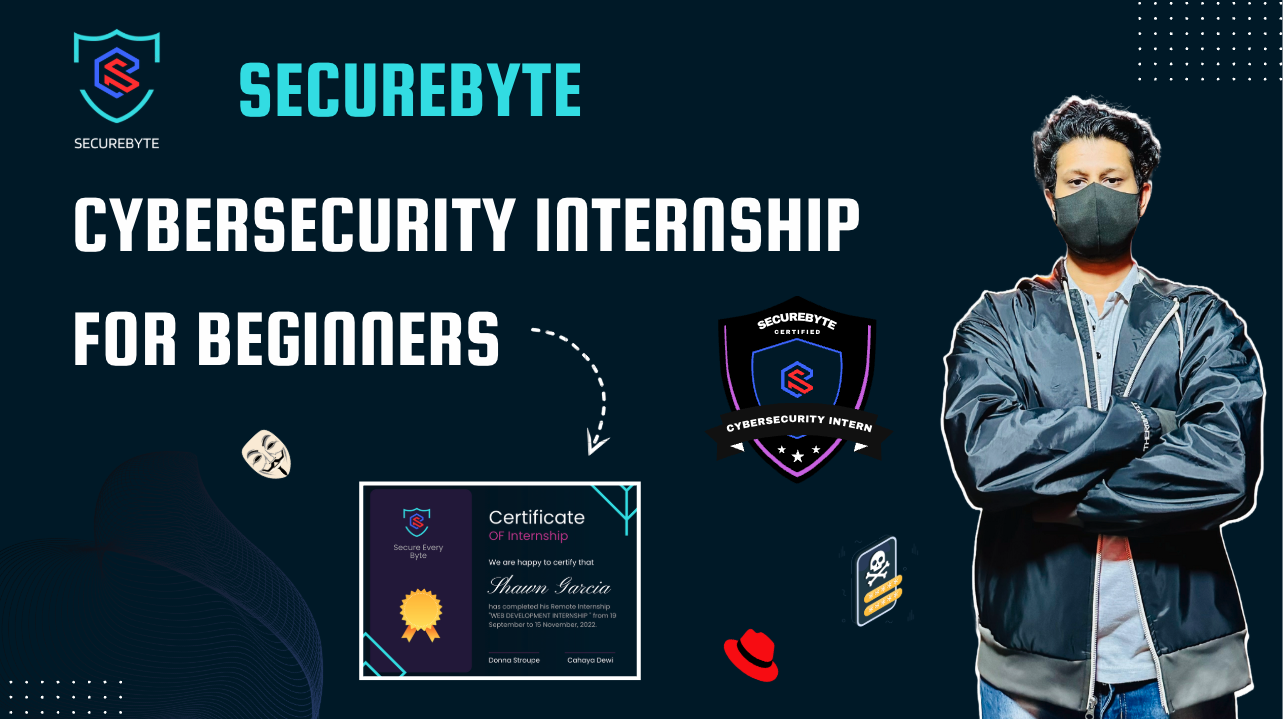 SECUREBYTE
SECUREBYTE
CYBERSECURITY INTERNSHIP
FOR BEGINNERS
SECUREBYTE
CERTIFIED
CYBERSECURITY INTERN
Secure Every
Byte
Certificate
OF Internship
We are happy to certify that
Shawn Garcia
has completed his Remote Internship
"WEB DEVELOPMENT INTERNSHIP " from 19
September to 15 November, 2022.
Donna Stroupe
Cahaya Dewi